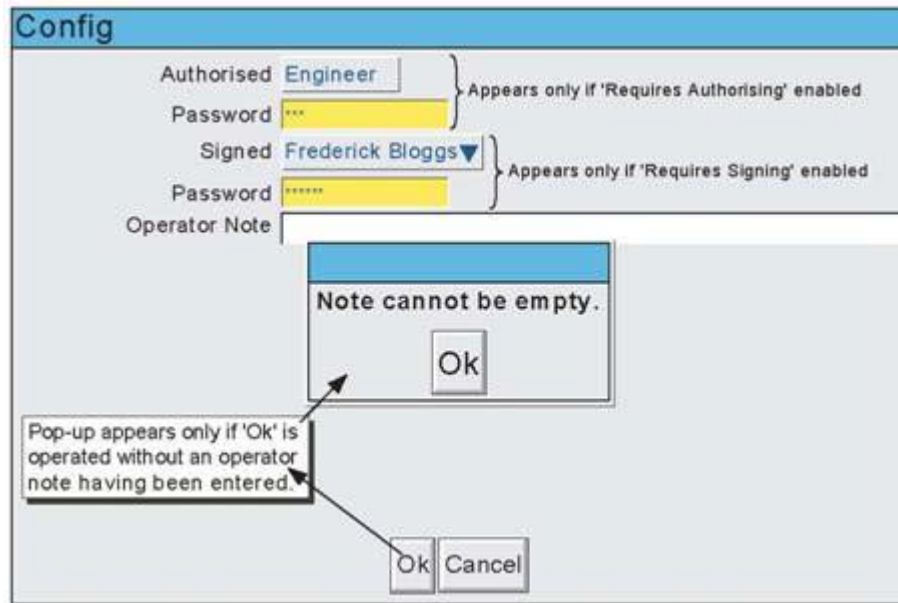 Config
Authorised Engineer
Appears only if 'Requires Authorising' enabled
Password ***
Signed Frederick Bloggs
Appears only if 'Requires Signing' enabled
Password ******
Operator Note
Note cannot be empty.
Ok
Pop-up appears only if 'Ok' is
operated without an operator
note having been entered.
Ok Cancel